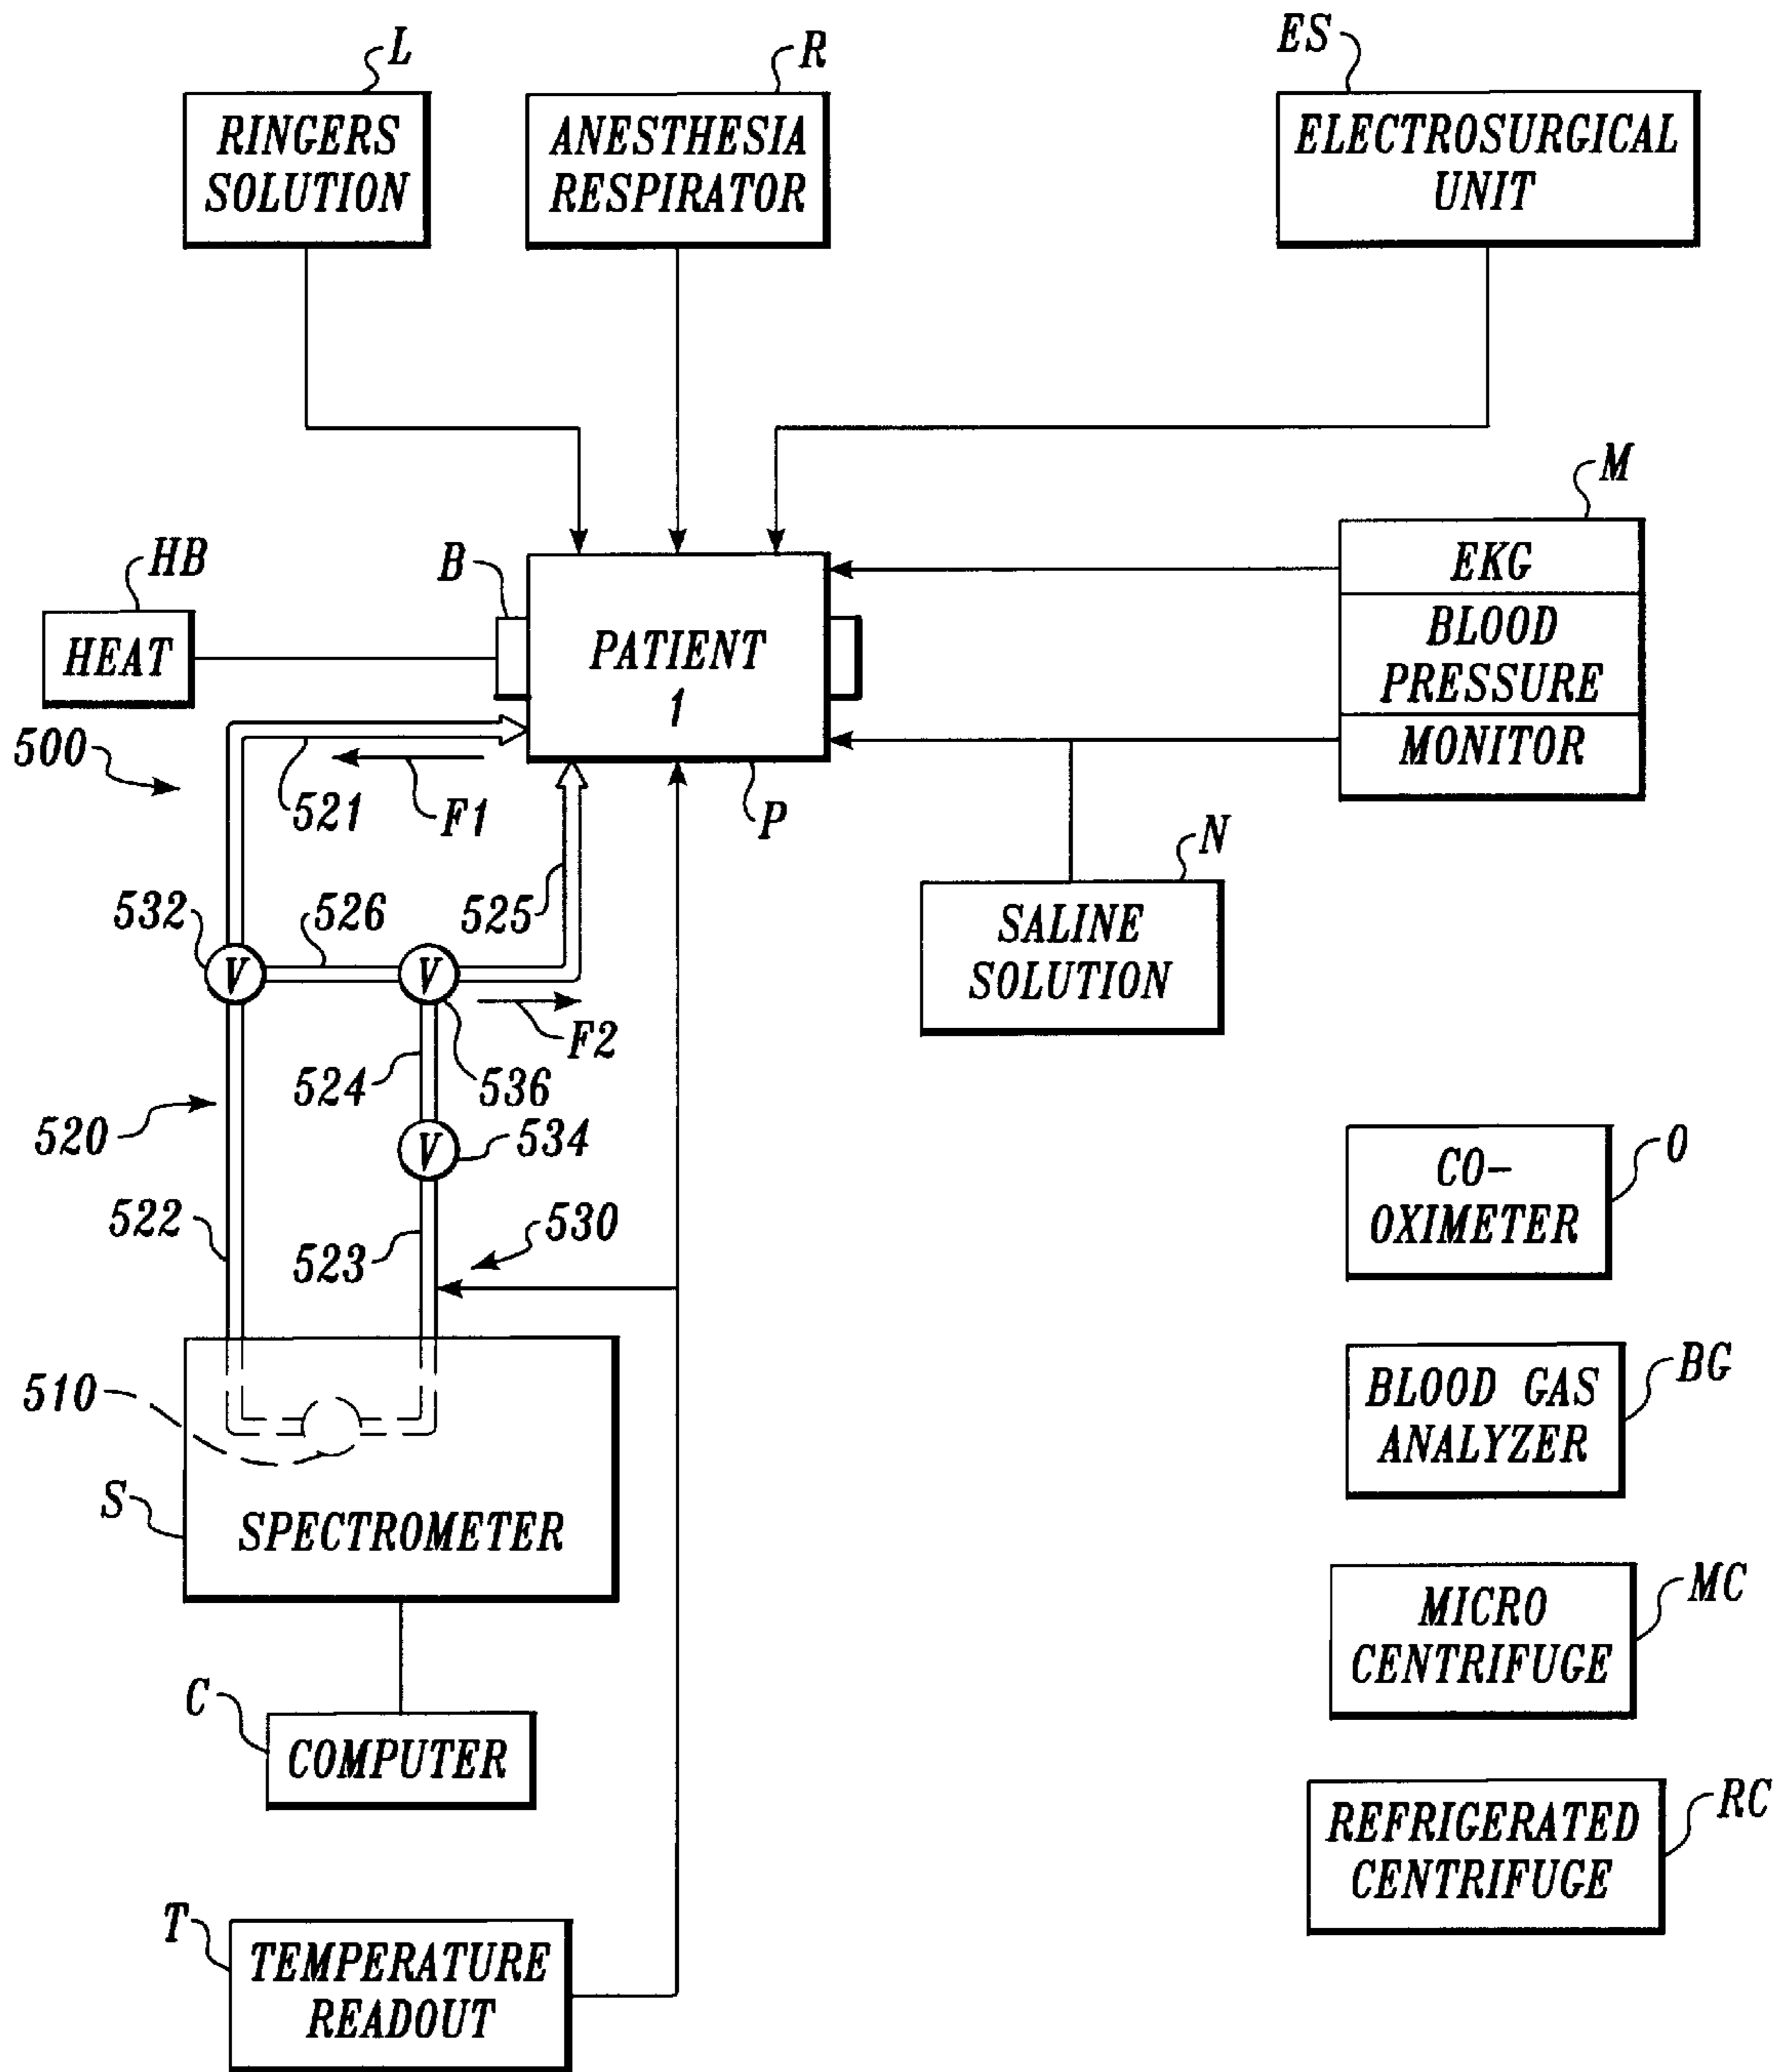 L
R
ES
RINGERS
SOLUTION
ANESTHESIA
RESPIRATOR
ELECTROSURGICAL
UNIT
M
HB
B
EKG
HEAT
PATIENT
1
BLOOD
PRESSURE
MONITOR
500
521
F1
P
N
532
526
525
V
V
SALINE
SOLUTION
F2
524
536
520
V
534
CO-
OXIMETER
O
522
523
530
510
BLOOD GAS
ANALYZER
BG
S
SPECTROMETER
MICRO
CENTRIFUGE
MC
C
COMPUTER
REFRIGERATED
CENTRIFUGE
RC
T
TEMPERATURE
READOUT